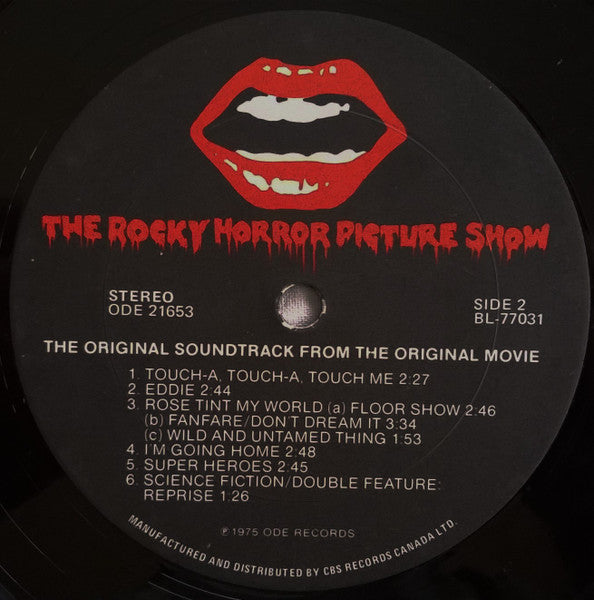 THE ROCKY HORROR PICTURE SHOW
STEREO
ODE 21653
SIDE 2
BL-77031
THE ORIGINAL SOUNDTRACK FROM THE ORIGINAL MOVIE
1. TOUCH-A, TOUCH-A, TOUCH ME 2:27
2. EDDIE 2:44
3. ROSE TINT MY WORLD (a) FLOOR SHOW 2:46
(b) FANFARE/DON'T DREAM IT 3:34
(c) WILD AND UNTAMED THING 1:53
4. I'M GOING HOME 2:48
5. SUPER HEROES 2:45
6. SCIENCE FICTION/DOUBLE FEATURE:
REPRISE 1:26
℗1975 ODE RECORDS
MANUFACTURED AND DISTRIBUTED BY CBS RECORDS CANADA LTD.